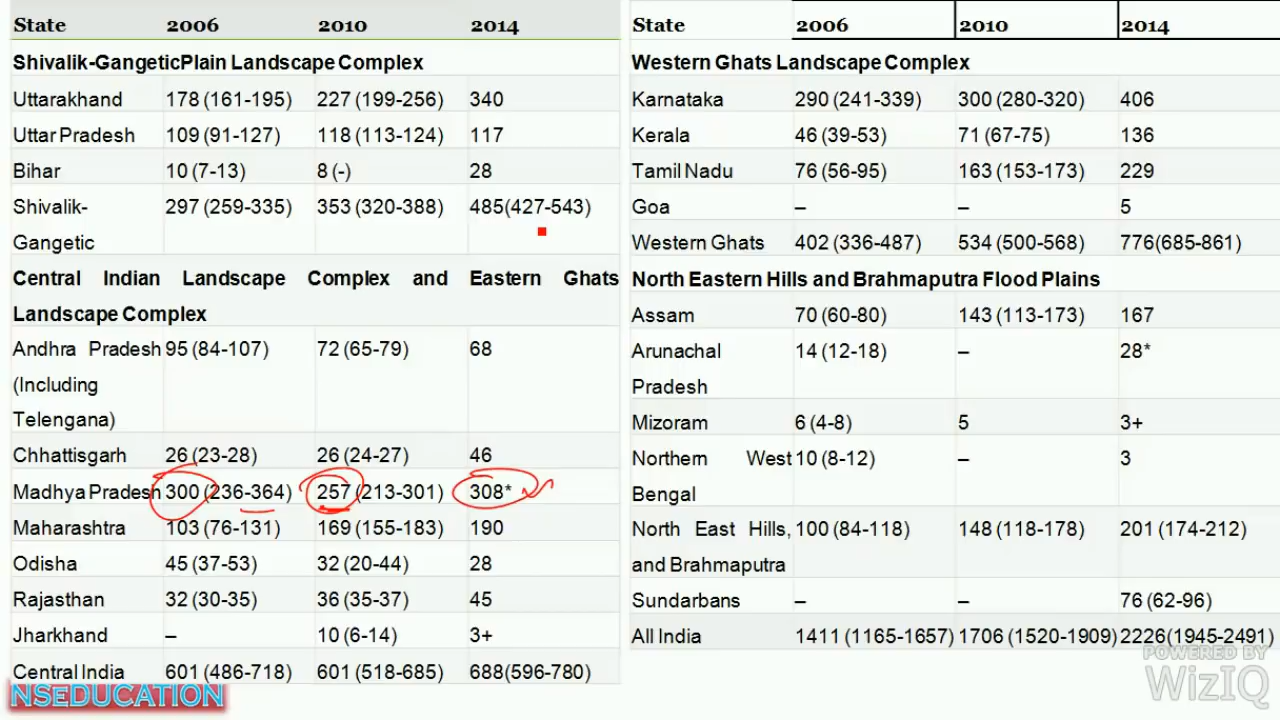 State 2006 2010 2014
Shivalik-GangeticPlain Landscape Complex
Uttarakhand 178 (161-195) 227 (199-256) 340
Uttar Pradesh 109 (91-127) 118 (113-124) 117
Bihar 10 (7-13) 8 (-) 28
Shivalik- 297 (259-335) 353 (320-388) 485(427-543)
Gangetic
Central Indian Landscape Complex and Eastern Ghats
Landscape Complex
Andhra Pradesh 95 (84-107) 72 (65-79) 68
(Including
Telengana)
Chhattisgarh 26 (23-28) 26 (24-27) 46
Madhya Pradesh 300 (236-364) 257 (213-301) 308*
Maharashtra 103 (76-131) 169 (155-183) 190
Odisha 45 (37-53) 32 (20-44) 28
Rajasthan 32 (30-35) 36 (35-37) 45
Jharkhand – 10 (6-14) 3+
Central India 601 (486-718) 601 (518-685) 688(596-780)
NSEDUCATION
State 2006 2010 2014
Western Ghats Landscape Complex
Karnataka 290 (241-339) 300 (280-320) 406
Kerala 46 (39-53) 71 (67-75) 136
Tamil Nadu 76 (56-95) 163 (153-173) 229
Goa – – 5
Western Ghats 402 (336-487) 534 (500-568) 776(685-861)
North Eastern Hills and Brahmaputra Flood Plains
Assam 70 (60-80) 143 (113-173) 167
Arunachal 14 (12-18) – 28*
Pradesh
Mizoram 6 (4-8) 5 3+
Northern West 10 (8-12) – 3
Bengal
North East Hills, 100 (84-118) 148 (118-178) 201 (174-212)
and Brahmaputra
Sundarbans – – 76 (62-96)
All India 1411 (1165-1657) 1706 (1520-1909) 2226(1945-2491)
POWERED BY
WizIQ